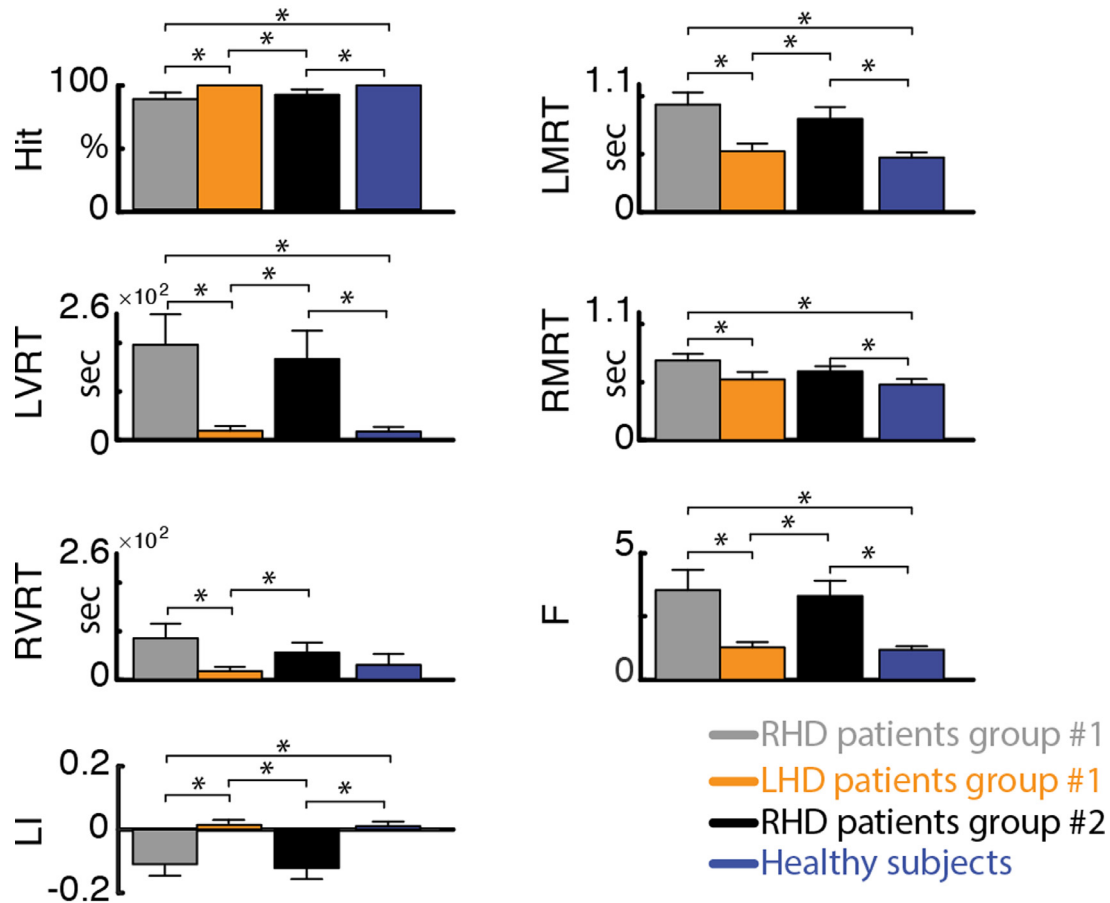 * * * *
100
Hit
%
0
* * * *
1.1
LMRT
sec
0
* * * *
2.6 ×10²
LVRT
sec
0
* * *
1.1
RMRT
sec
0
* *
2.6 ×10²
RVRT
sec
0
* * * *
5
F
0
* * * *
0.2
LI
0
-0.2
RHD patients group #1
LHD patients group #1
RHD patients group #2
Healthy subjects